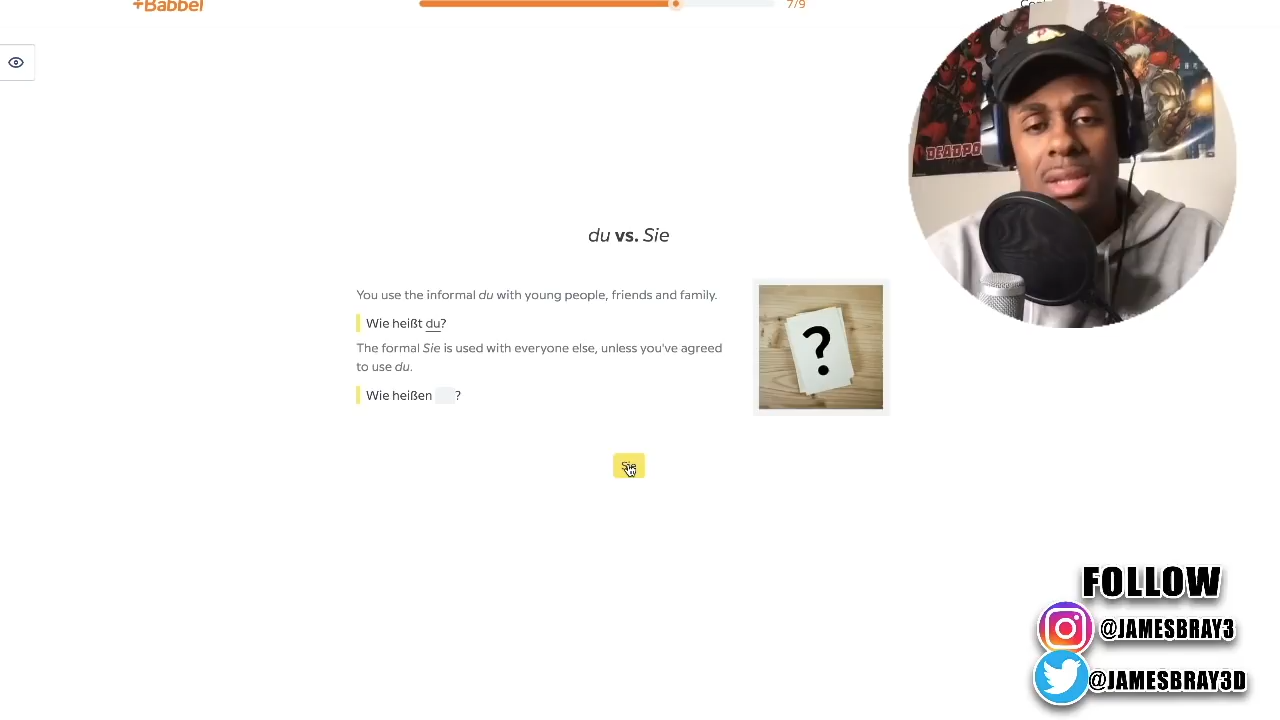 +Babbel
7/9
DEADPO
du vs. Sie
You use the informal du with young people, friends and family.
Wie heißt du?
The formal Sie is used with everyone else, unless you've agreed
to use du.
Wie heißen ?
?
Sie
FOLLOW
@JAMESBRAY3
@JAMESBRAY3D